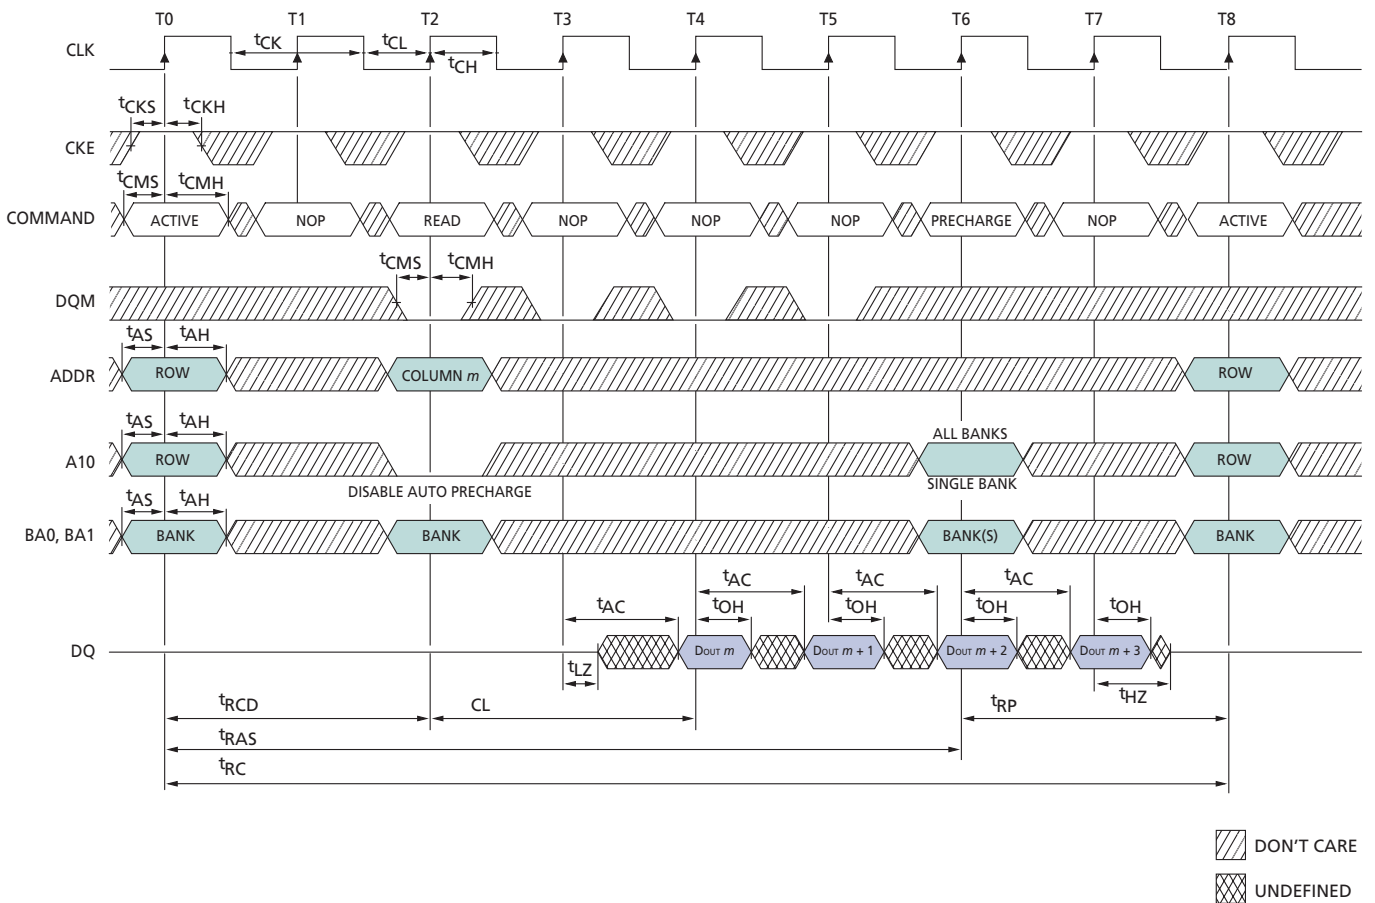 T0 T1 T2 T3 T4 T5 T6 T7 T8
CLK
tCK tCL
tCH
tCKS tCKH
CKE
tCMS tCMH
COMMAND ACTIVE NOP READ NOP NOP NOP PRECHARGE NOP ACTIVE
tCMS tCMH
DQM
tAS tAH
ADDR ROW COLUMN m ROW
tAS tAH
ALL BANKS
A10 ROW ROW
DISABLE AUTO PRECHARGE SINGLE BANK
tAS tAH
BA0, BA1 BANK BANK BANK(S) BANK
tAC tAC tAC
tAC tOH tOH tOH tOH
DQ DOUT m DOUT m + 1 DOUT m + 2 DOUT m + 3
tLZ tHZ
tRCD CL tRP
tRAS
tRC
DON'T CARE
UNDEFINED